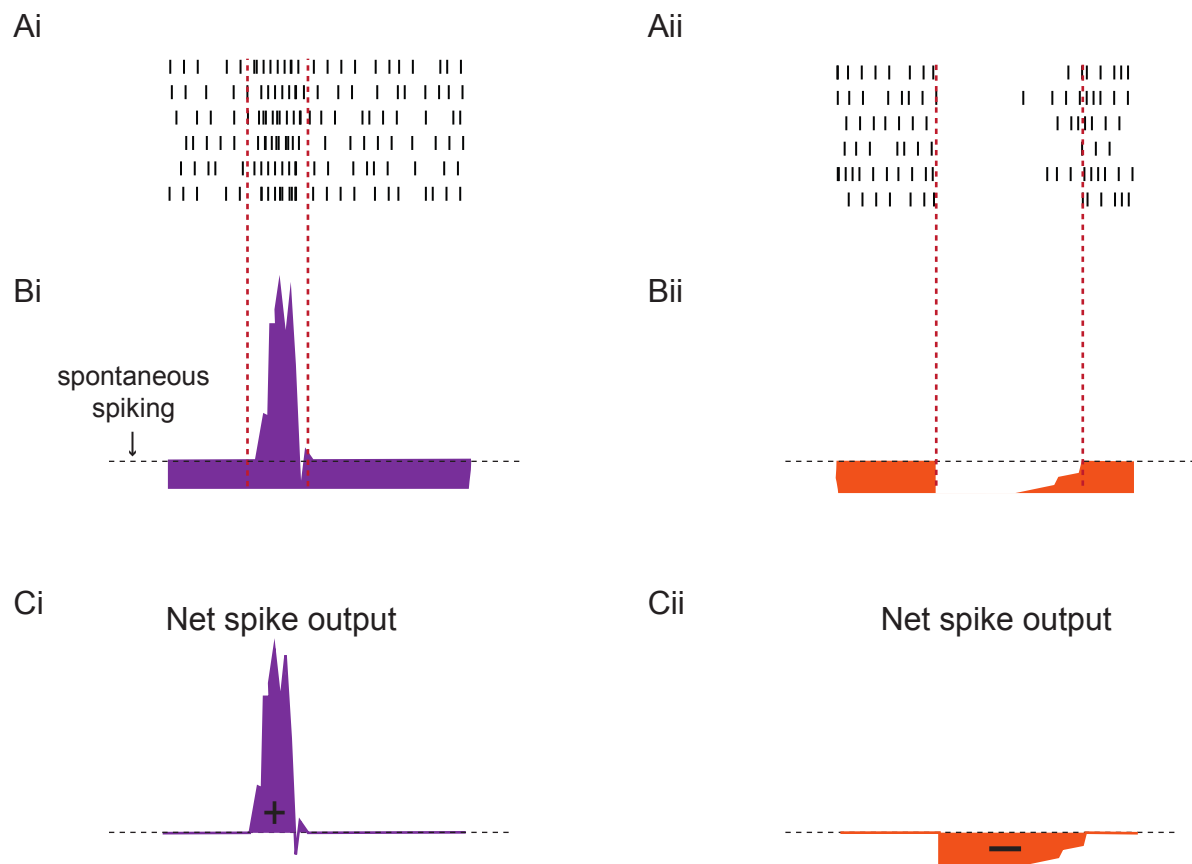 Ai
Aii
Bi
Bii
spontaneous
spiking
Ci
Cii
Net spike output
Net spike output
+
−